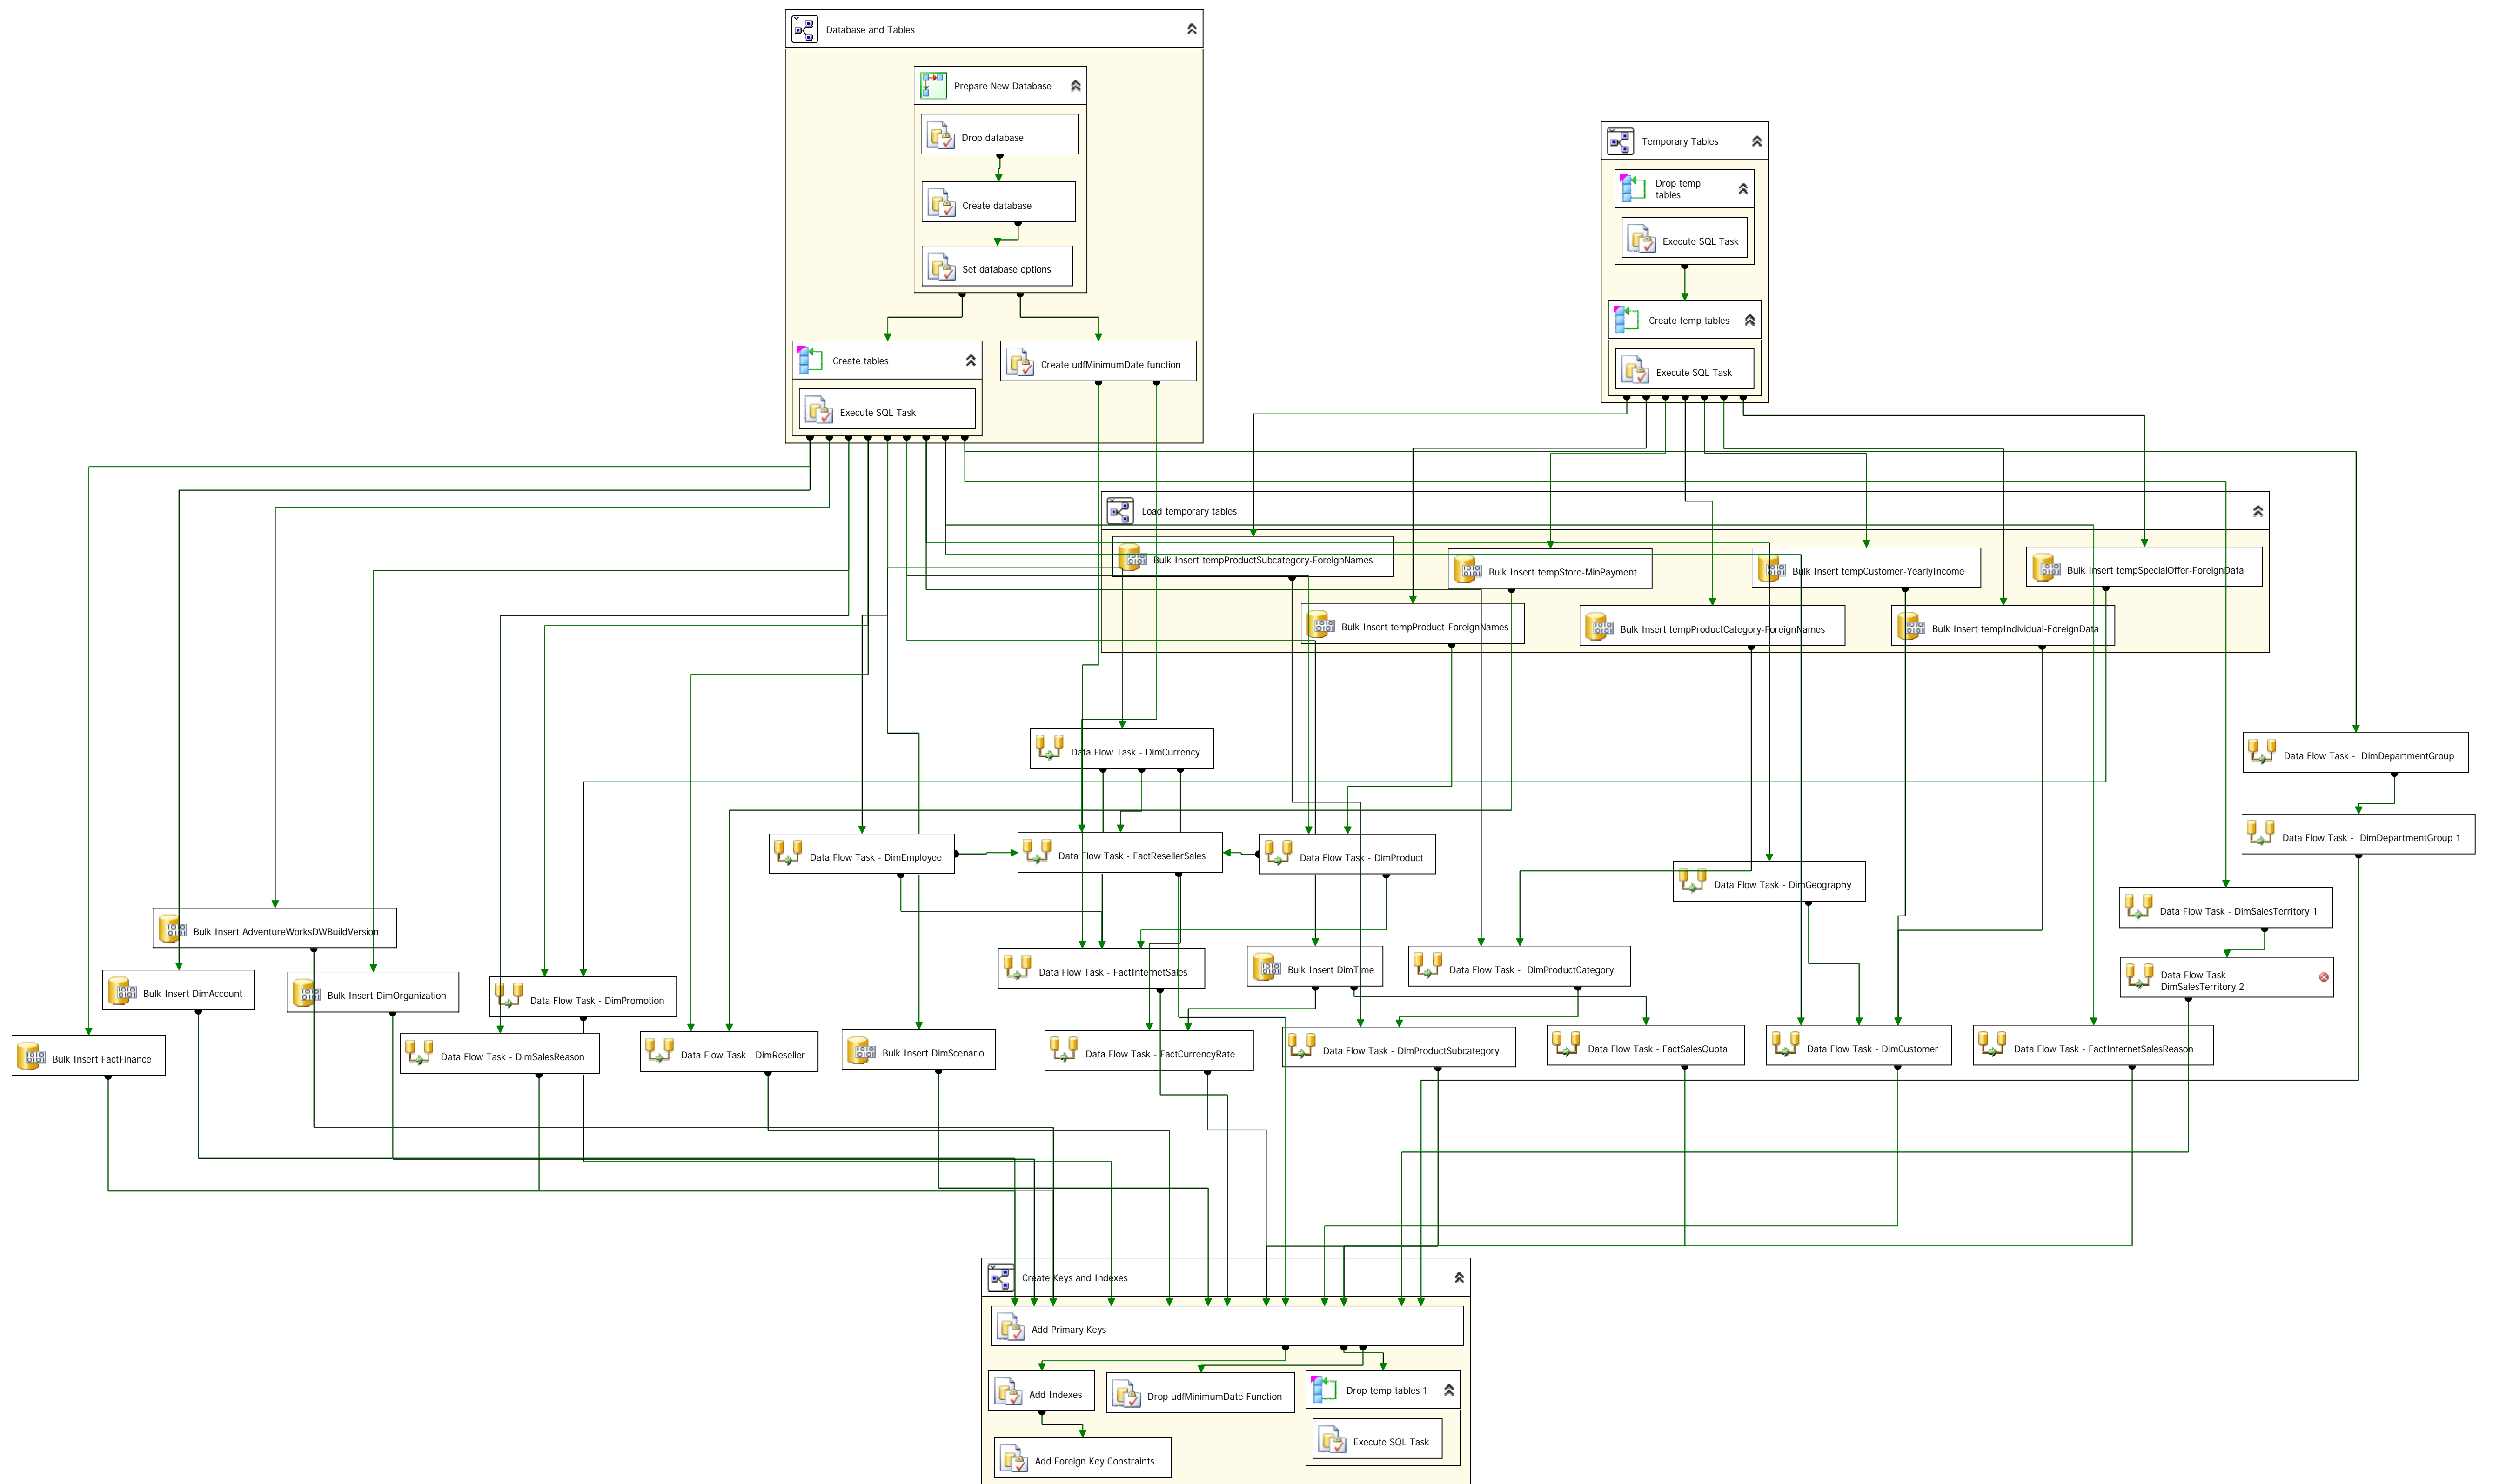 Database and Tables
Prepare New Database
Drop database
Create database
Set database options
Create tables
Execute SQL Task
Create udfMinimumDate function
Temporary Tables
Drop temp
tables
Execute SQL Task
Create temp tables
Execute SQL Task
Load temporary tables
Bulk Insert tempProductSubcategory-ForeignNames
Bulk Insert tempStore-MinPayment
Bulk Insert tempCustomer-YearlyIncome
Bulk Insert tempSpecialOffer-ForeignData
Bulk Insert tempProduct-ForeignNames
Bulk Insert tempProductCategory-ForeignNames
Bulk Insert tempIndividual-ForeignData
Data Flow Task - DimCurrency
Data Flow Task -  DimDepartmentGroup
Data Flow Task -  DimDepartmentGroup 1
Data Flow Task - DimEmployee
Data Flow Task - FactResellerSales
Data Flow Task - DimProduct
Data Flow Task - DimGeography
Data Flow Task - DimSalesTerritory 1
Bulk Insert AdventureWorksDWBuildVersion
Data Flow Task - FactInternetSales
Bulk Insert DimTime
Data Flow Task -  DimProductCategory
Data Flow Task -
DimSalesTerritory 2
Bulk Insert DimAccount
Bulk Insert DimOrganization
Data Flow Task - DimPromotion
Bulk Insert FactFinance
Data Flow Task - DimSalesReason
Data Flow Task - DimReseller
Bulk Insert DimScenario
Data Flow Task - FactCurrencyRate
Data Flow Task - DimProductSubcategory
Data Flow Task - FactSalesQuota
Data Flow Task - DimCustomer
Data Flow Task - FactInternetSalesReason
Create Keys and Indexes
Add Primary Keys
Add Indexes
Drop udfMinimumDate Function
Drop temp tables 1
Execute SQL Task
Add Foreign Key Constraints